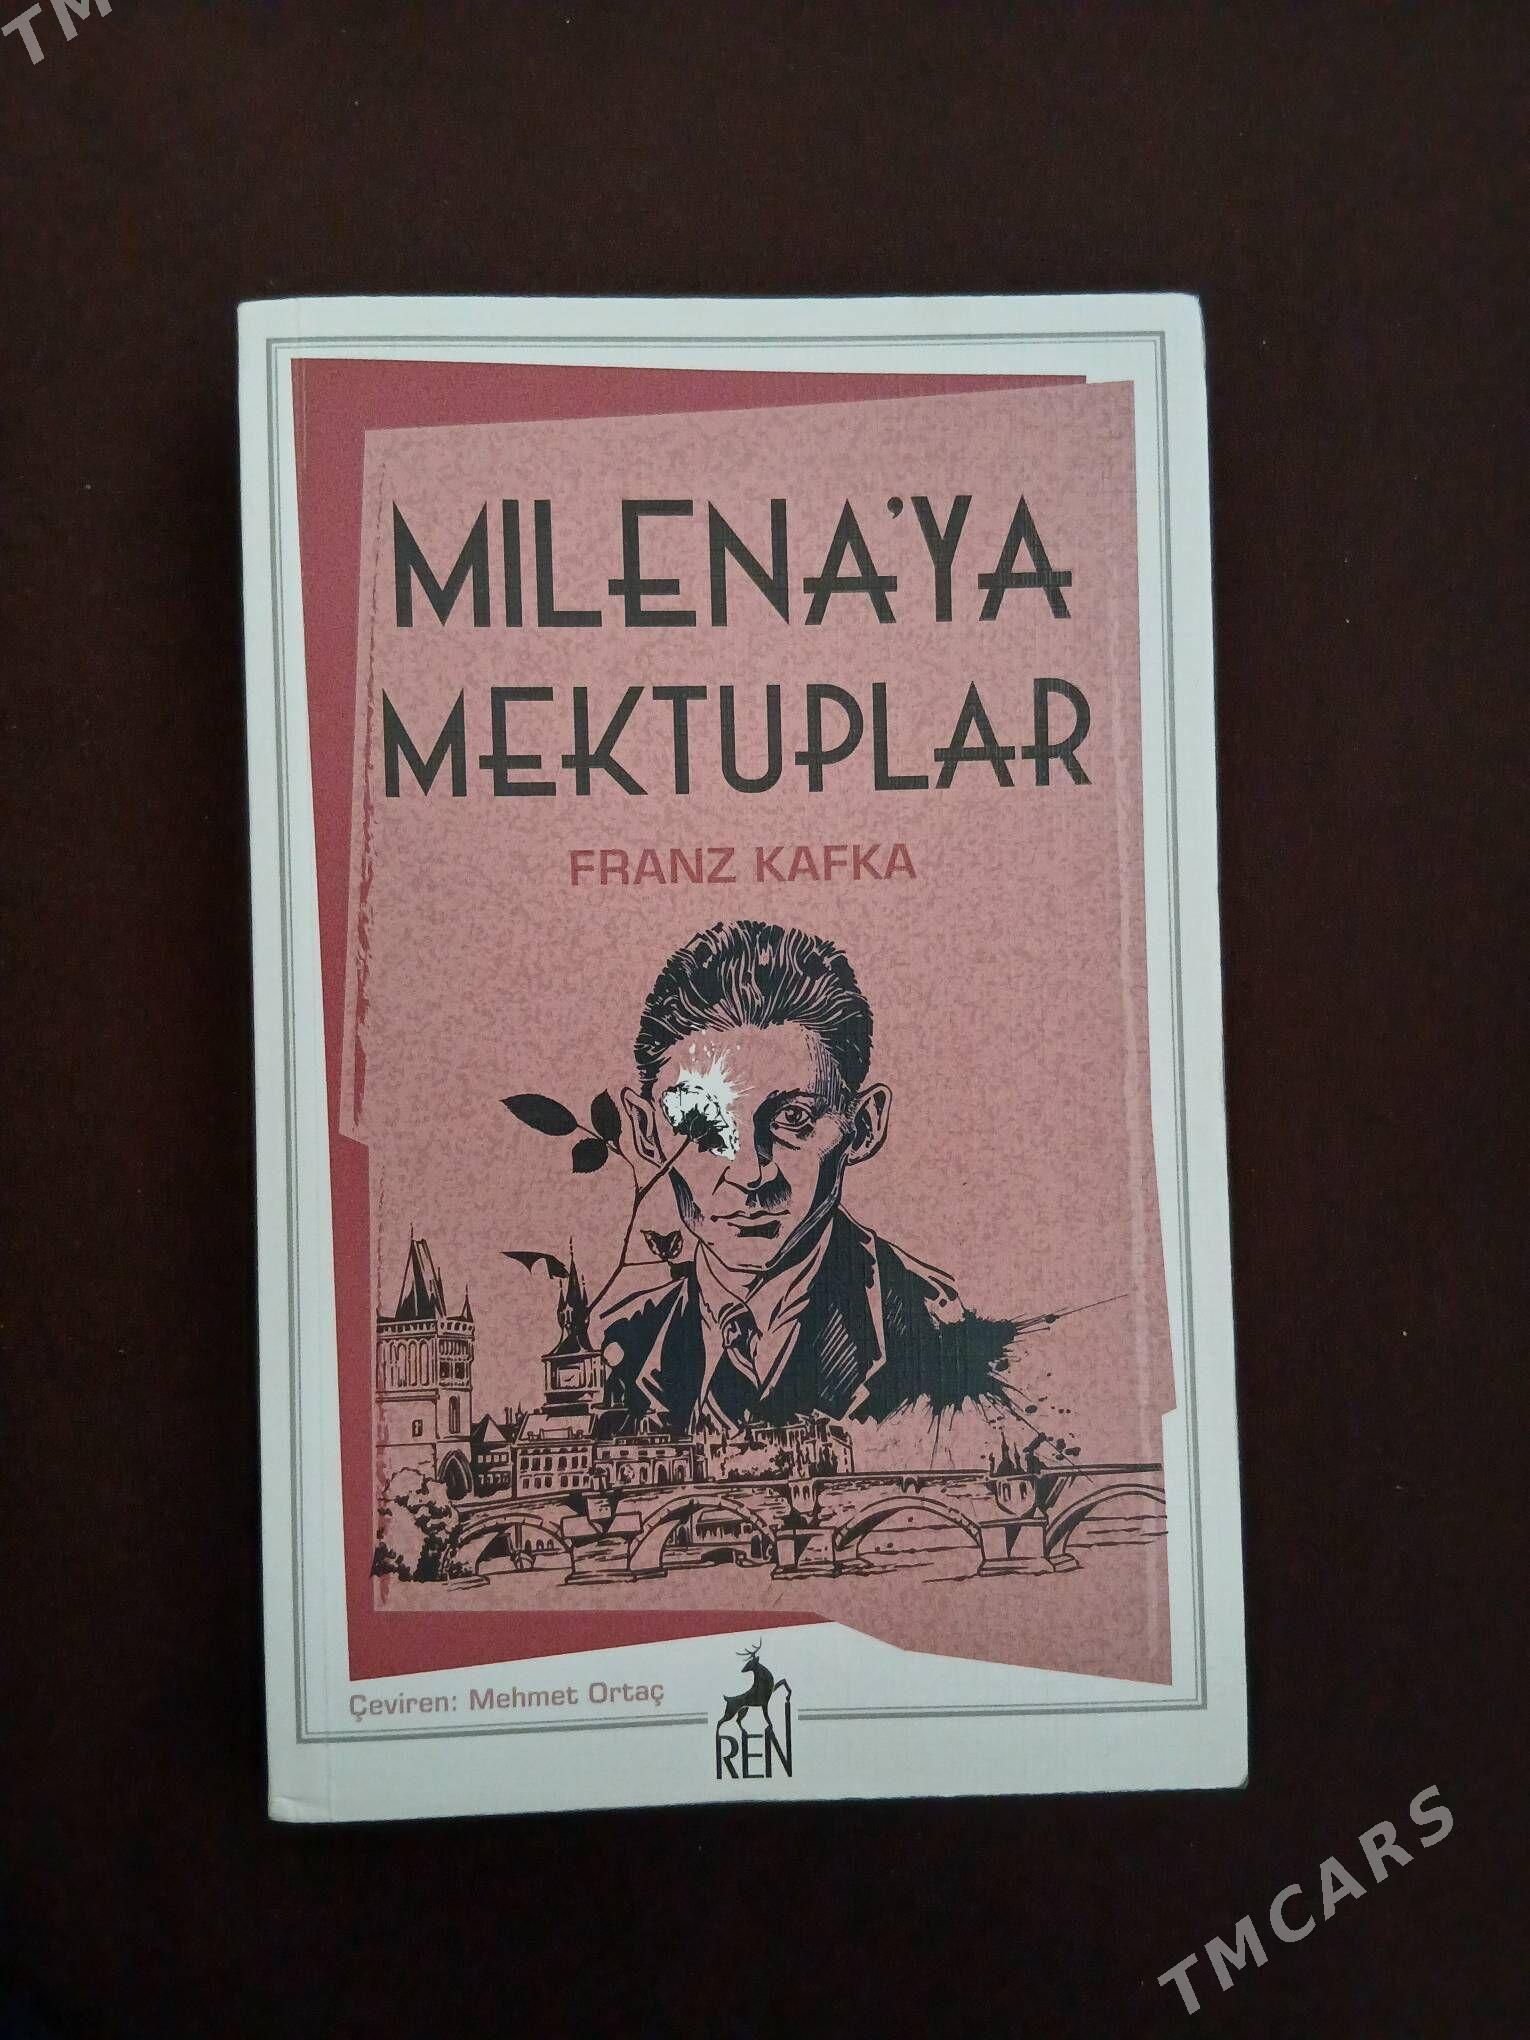 TM
MILENA'YA
MEKTUPLAR
FRANZ KAFKA
Çeviren: Mehmet Ortaç
REN
TMCARS